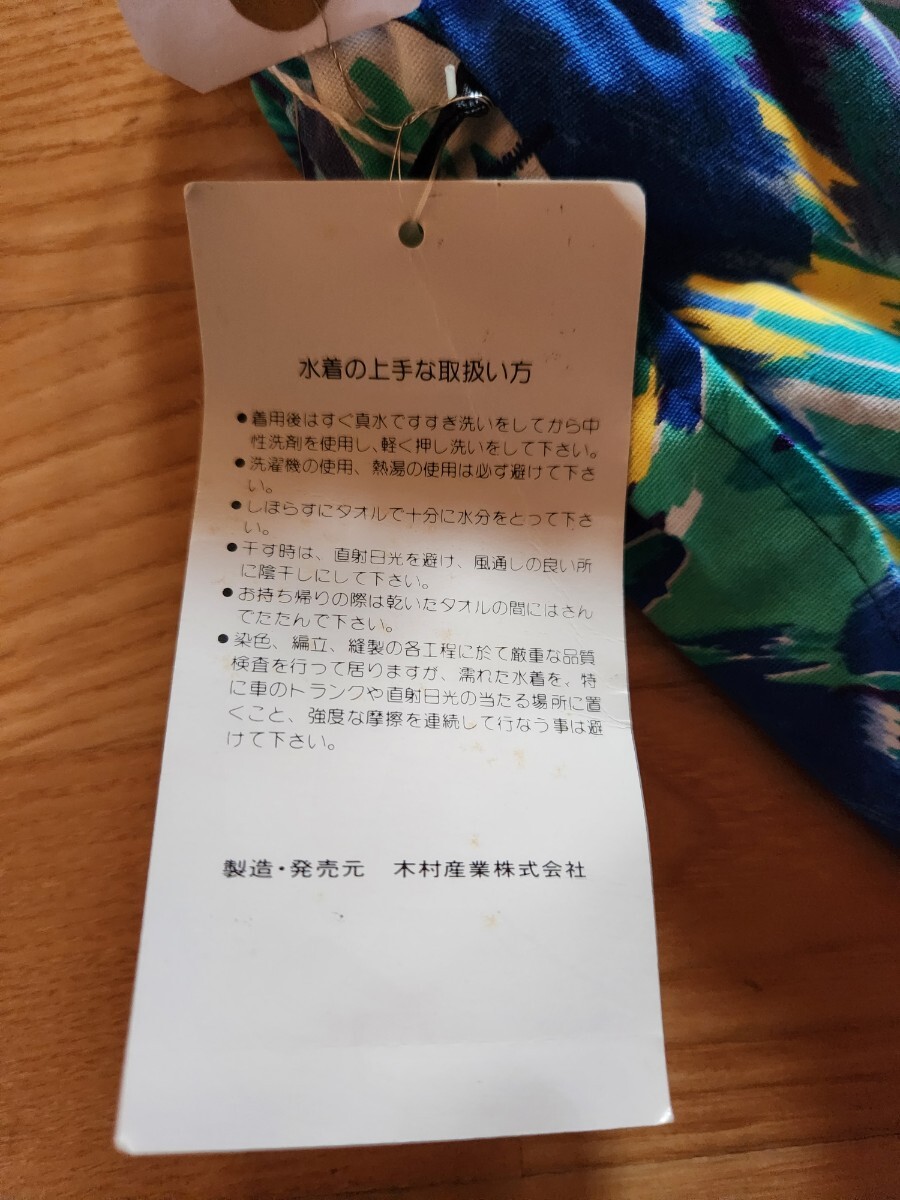 水着の上手な取扱い方
●着用後はすぐ真水ですすぎ洗いをしてから中
性洗剤を使用し、軽く押し洗いをして下さい。
●洗濯機の使用、熱湯の使用は必ず避けて下さ
い。
●しぼらずにタオルで十分に水分をとって下さ
い。
●干す時は、直射日光を避け、風通しの良い所
に陰干しにして下さい。
●お持ち帰りの際は乾いたタオルの間にはさん
でたたんで下さい。
●染色、編立、縫製の各工程に於て厳重な品質
検査を行って居りますが、濡れた水着を、特
に車のトランクや直射日光の当たる場所に置
くこと、強度な摩擦を連続して行なう事は避
けて下さい。
製造・発売元 木村産業株式会社